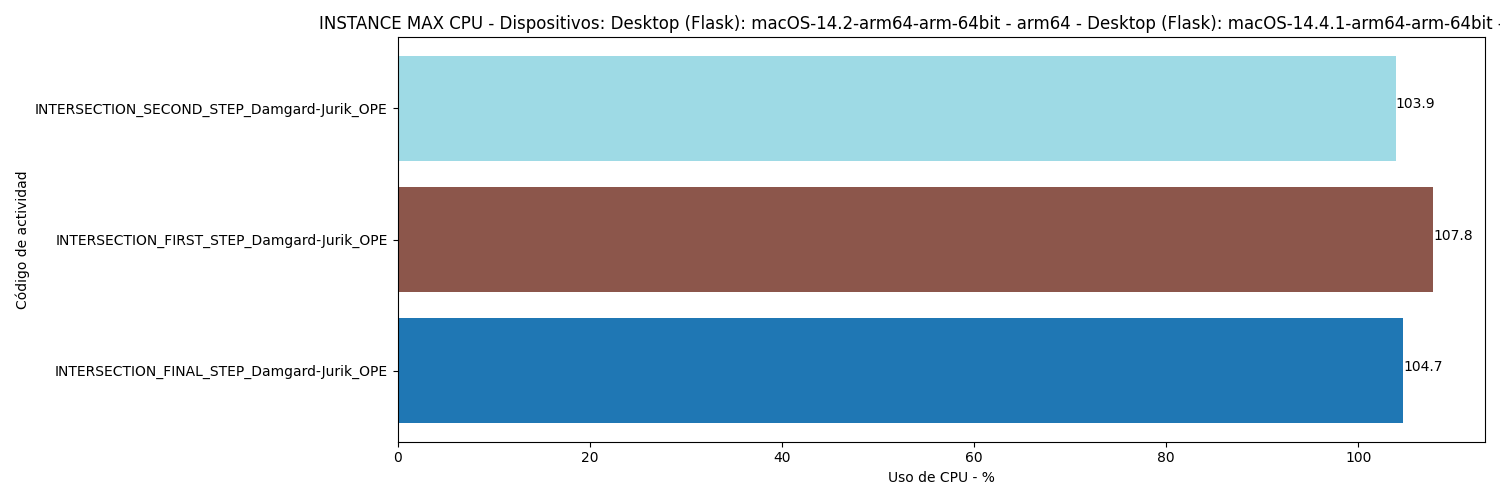 INSTANCE MAX CPU - Dispositivos: Desktop (Flask): macOS-14.2-arm64-arm-64bit - arm64 - Desktop (Flask): macOS-14.4.1-arm64-arm-64bit -
INTERSECTION_SECOND_STEP_Damgard-Jurik_OPE
103.9
Código de actividad
INTERSECTION_FIRST_STEP_Damgard-Jurik_OPE
107.8
INTERSECTION_FINAL_STEP_Damgard-Jurik_OPE
104.7
0 20 40 60 80 100
Uso de CPU - %